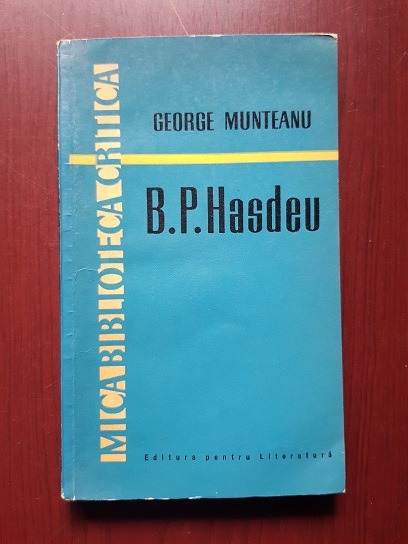 GEORGE MUNTEANU
B.P.Hasdeu
MICA BIBLIOTECA CRITICA
Editura pentru Literatură